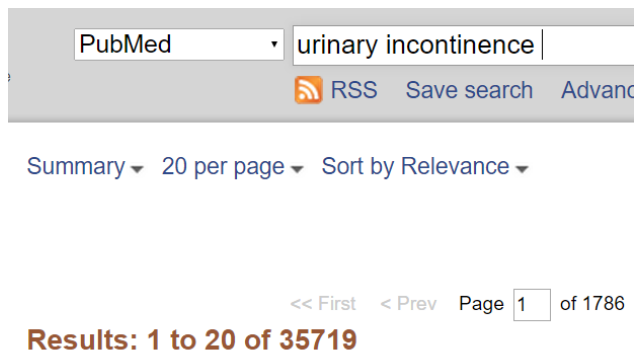 PubMed urinary incontinence
RSS Save search Advanc
Summary 20 per page Sort by Relevance
<< First < Prev Page 1 of 1786
Results: 1 to 20 of 35719